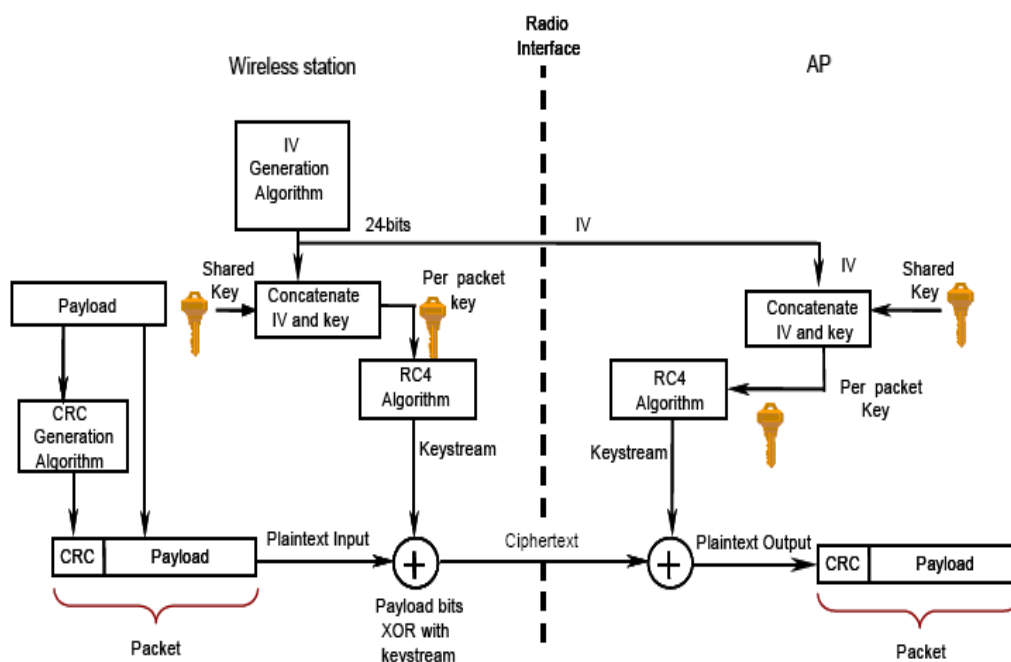 Radio
Interface
Wireless station
AP
IV
Generation
Algorithm
24-bits
IV
Shared
Key
Per packet
key
IV
Shared
Key
Payload
Concatenate
IV and key
Concatenate
IV and key
RC4
Algorithm
RC4
Algorithm
Per packet
Key
CRC
Generation
Algorithm
Keystream
Keystream
CRC
Payload
Plaintext Input
+
Ciphertext
+
Plaintext Output
CRC
Payload
Payload bits
XOR with
keystream
Packet
Packet